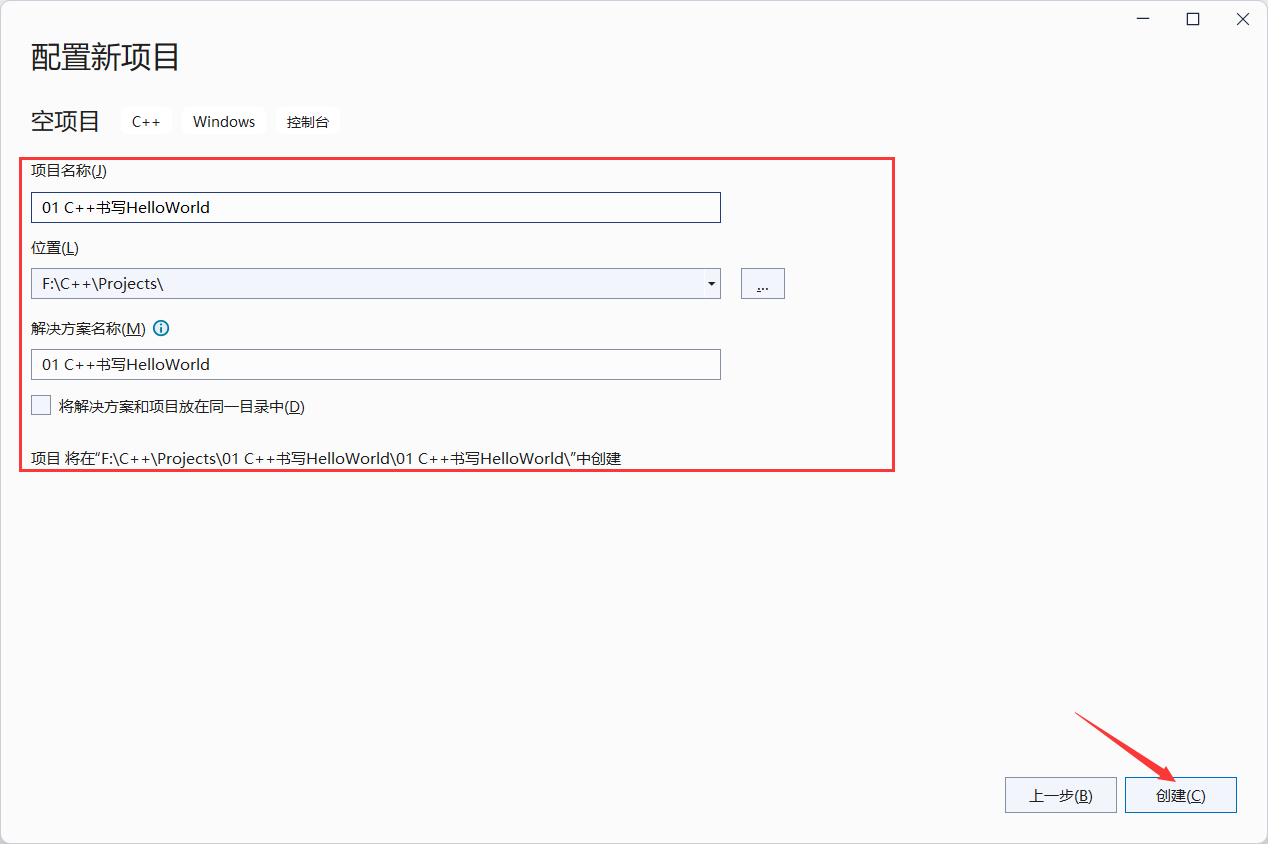 配置新项目
空项目 C++ Windows 控制台
项目名称(J)
01 C++书写HelloWorld
位置(L)
F:\C++\Projects\
...
解决方案名称(M)
01 C++书写HelloWorld
将解决方案和项目放在同一目录中(D)
项目 将在“F:\C++\Projects\01 C++书写HelloWorld\01 C++书写HelloWorld\”中创建
上一步(B) 创建(C)